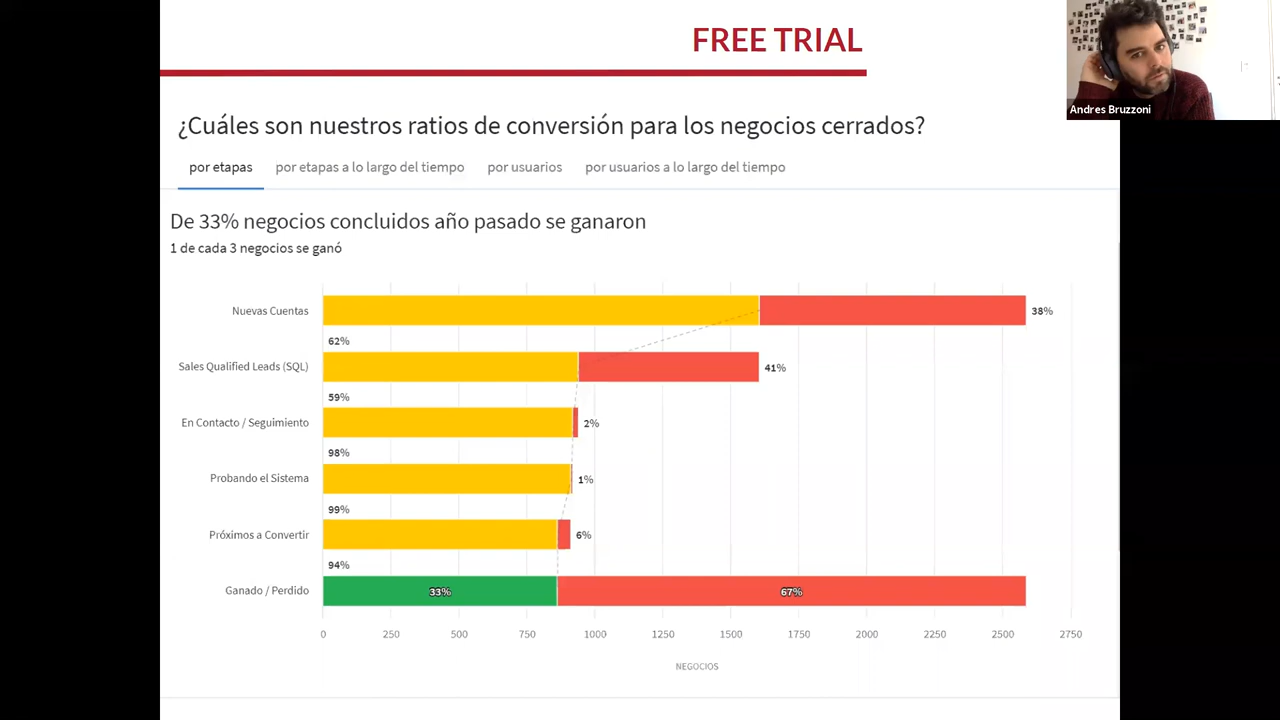 FREE TRIAL
Andres Bruzzoni
¿Cuáles son nuestros ratios de conversión para los negocios cerrados?
por etapas por etapas a lo largo del tiempo por usuarios por usuarios a lo largo del tiempo
De 33% negocios concluidos año pasado se ganaron
1 de cada 3 negocios se ganó
Nuevas Cuentas 38%
62%
Sales Qualified Leads (SQL) 41%
59%
En Contacto / Seguimiento 2%
98%
Probando el Sistema 1%
99%
Próximos a Convertir 6%
94%
Ganado / Perdido 33% 67%
0 250 500 750 1000 1250 1500 1750 2000 2250 2500 2750
NEGOCIOS